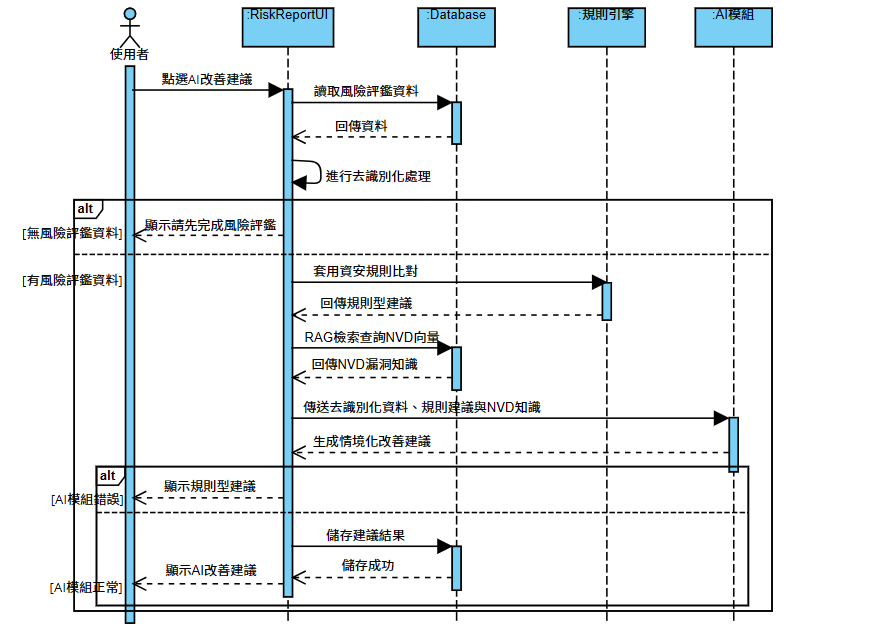 :RiskReportUI
:Database
:規則引擎
:AI模組
使用者
點選AI改善建議
讀取風險評鑑資料
回傳資料
進行去識別化處理
alt
顯示請先完成風險評鑑
[無風險評鑑資料]
[有風險評鑑資料]
套用資安規則比對
回傳規則型建議
RAG檢索查詢NVD向量
回傳NVD漏洞知識
傳送去識別化資料、規則建議與NVD知識
生成情境化改善建議
alt
顯示規則型建議
[AI模組錯誤]
儲存建議結果
儲存成功
顯示AI改善建議
[AI模組正常]